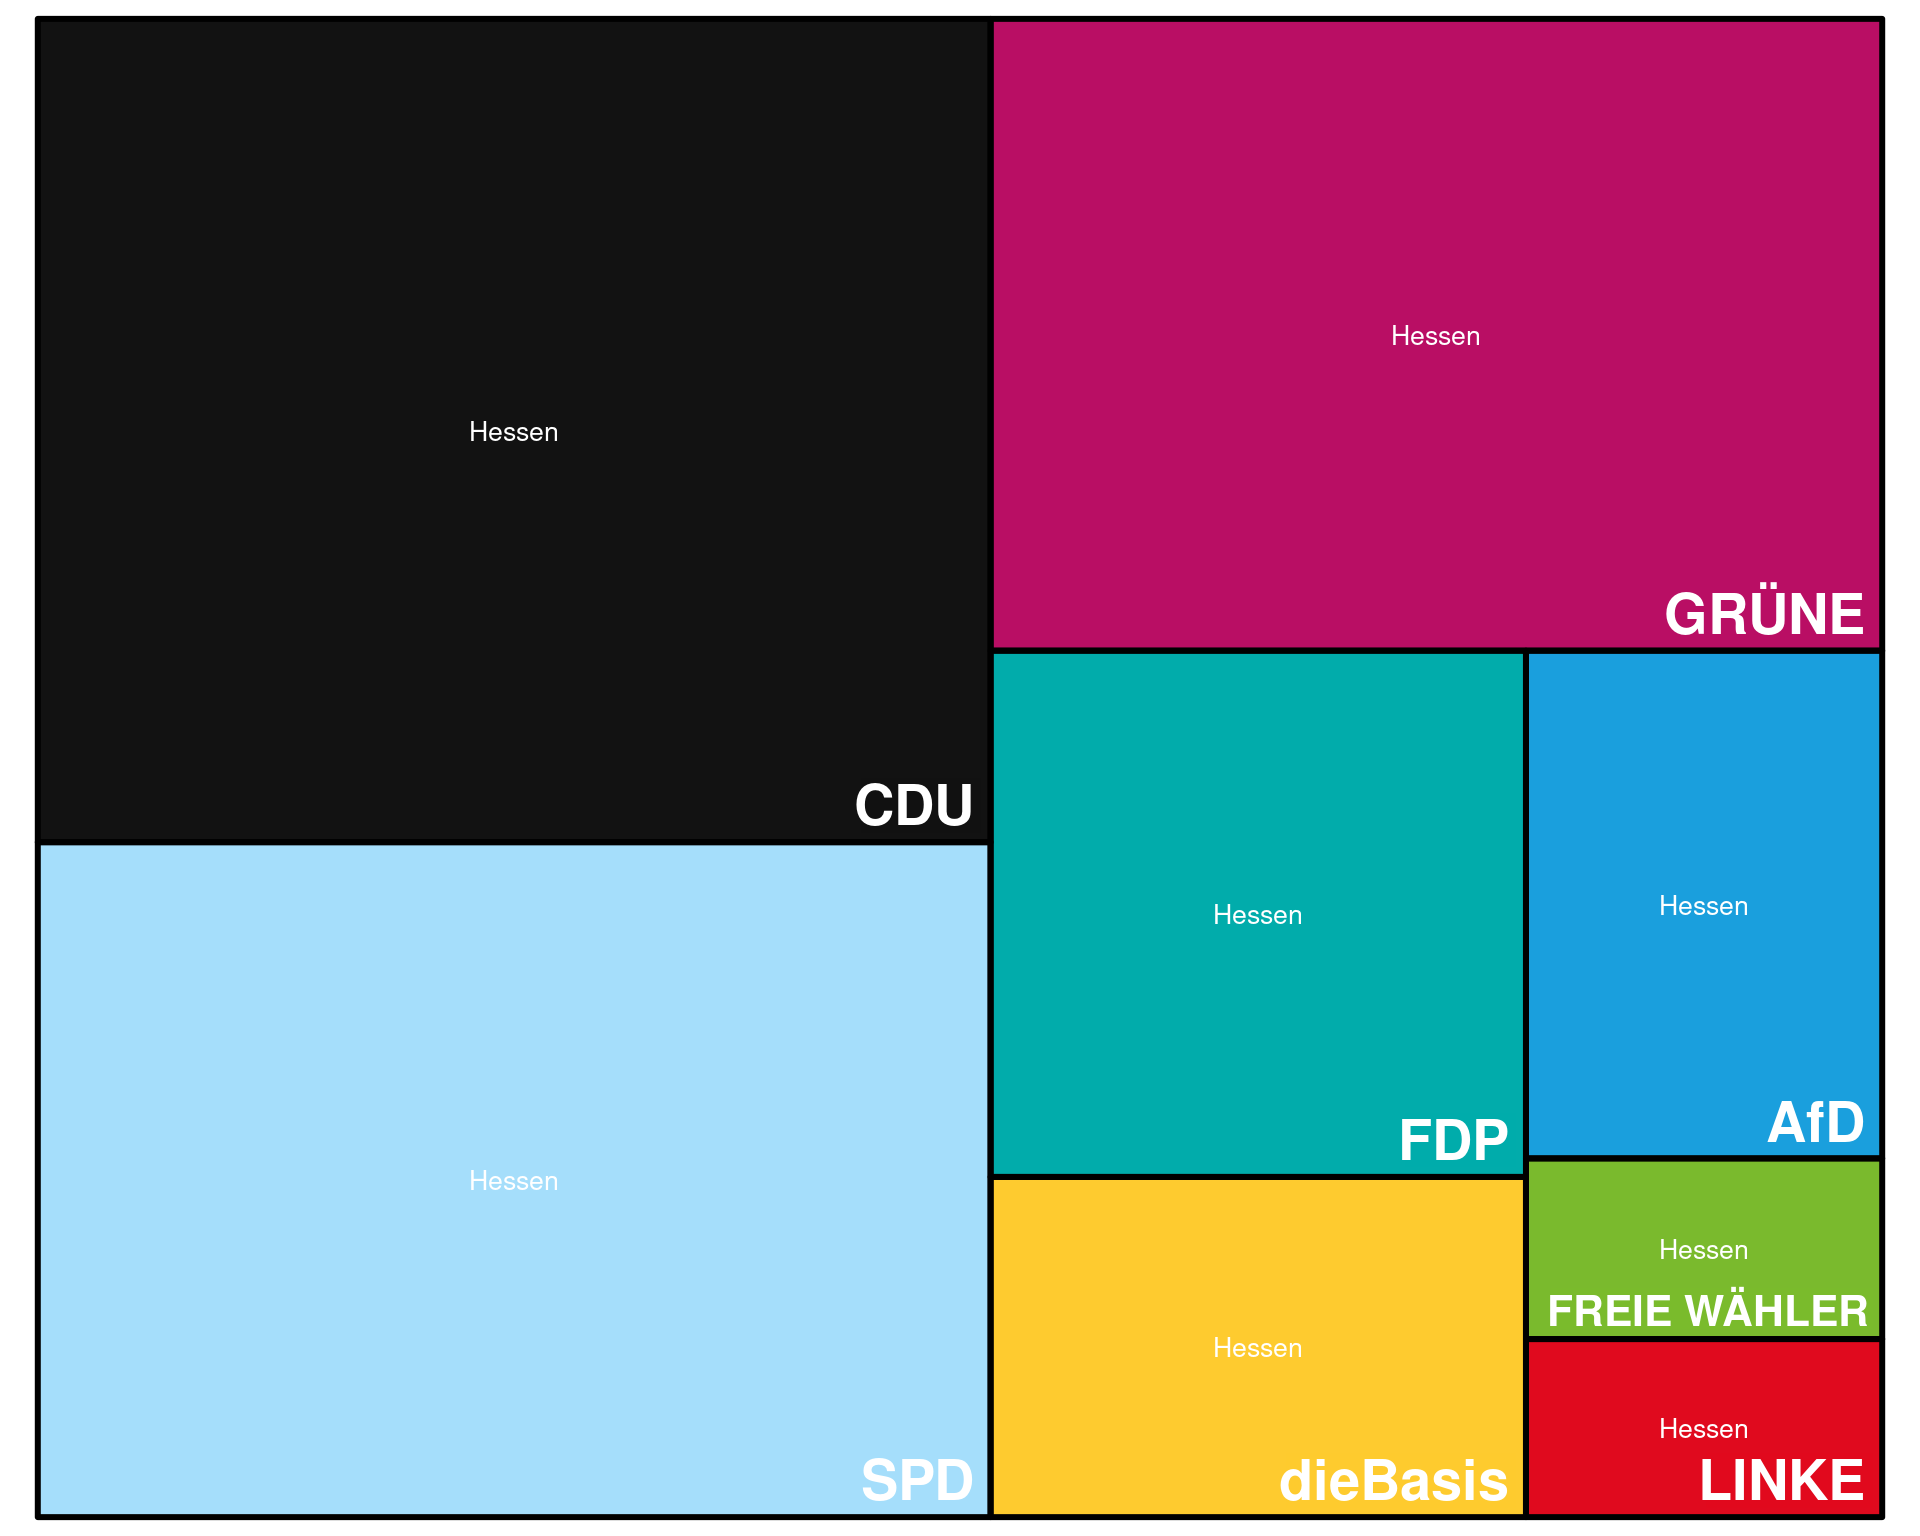 Hessen
CDU
Hessen
SPD
Hessen
GRÜNE
Hessen
FDP
Hessen
AfD
Hessen
dieBasis
Hessen
FREIE WÄHLER
Hessen
LINKE